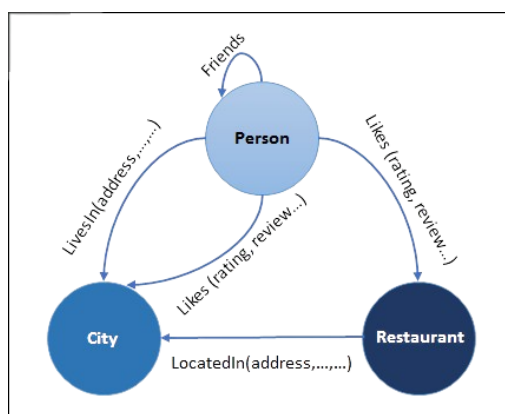 Friends
Person
LivesIn(address,...,...)
Likes (rating, review...)
Likes (rating, review...)
City
Restaurant
LocatedIn(address,...,...)